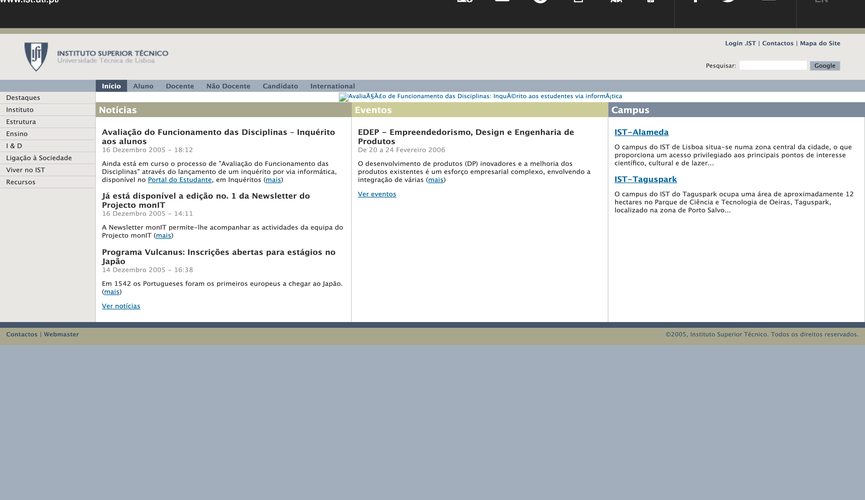 www.ist.utl.pt/
EN
INSTITUTO SUPERIOR TÉCNICO
Universidade Técnica de Lisboa
Login .IST | Contactos | Mapa do Site
Pesquisar:
Google
Início Aluno Docente Não Docente Candidato International
Destaques
Instituto
Estrutura
Ensino
I & D
Ligação à Sociedade
Viver no IST
Recursos
AvaliaÃ§Ã£o de Funcionamento das Disciplinas: InquÃ©rito aos estudentes via informÃ¡tica
Notícias
Avaliação do Funcionamento das Disciplinas – Inquérito
aos alunos
16 Dezembro 2005 – 18:12
Ainda está em curso o processo de "Avaliação do Funcionamento das
Disciplinas" através do lançamento de um inquérito por via informática,
disponível no Portal do Estudante, em Inquéritos (mais)
Já está disponível a edição no. 1 da Newsletter do
Projecto monIT
16 Dezembro 2005 – 14:11
A Newsletter monIT permite-lhe acompanhar as actividades da equipa do
Projecto monIT (mais)
Programa Vulcanus: Inscrições abertas para estágios no
Japão
14 Dezembro 2005 – 16:38
Em 1542 os Portugueses foram os primeiros europeus a chegar ao Japão.
(mais)
Ver notícias
Eventos
EDEP – Empreendedorismo, Design e Engenharia de
Produtos
De 20 a 24 Fevereiro 2006
O desenvolvimento de produtos (DP) inovadores e a melhoria dos
produtos existentes é um esforço empresarial complexo, envolvendo a
integração de várias (mais)
Ver eventos
Campus
IST-Alameda
O campus do IST de Lisboa situa-se numa zona central da cidade, o que
proporciona um acesso privilegiado aos principais pontos de interesse
científico, cultural e de lazer...
IST-Taguspark
O campus do IST do Taguspark ocupa uma área de aproximadamente 12
hectares no Parque de Ciência e Tecnologia de Oeiras, Taguspark,
localizado na zona de Porto Salvo...
Contactos | Webmaster
©2005, Instituto Superior Técnico. Todos os direitos reservados.